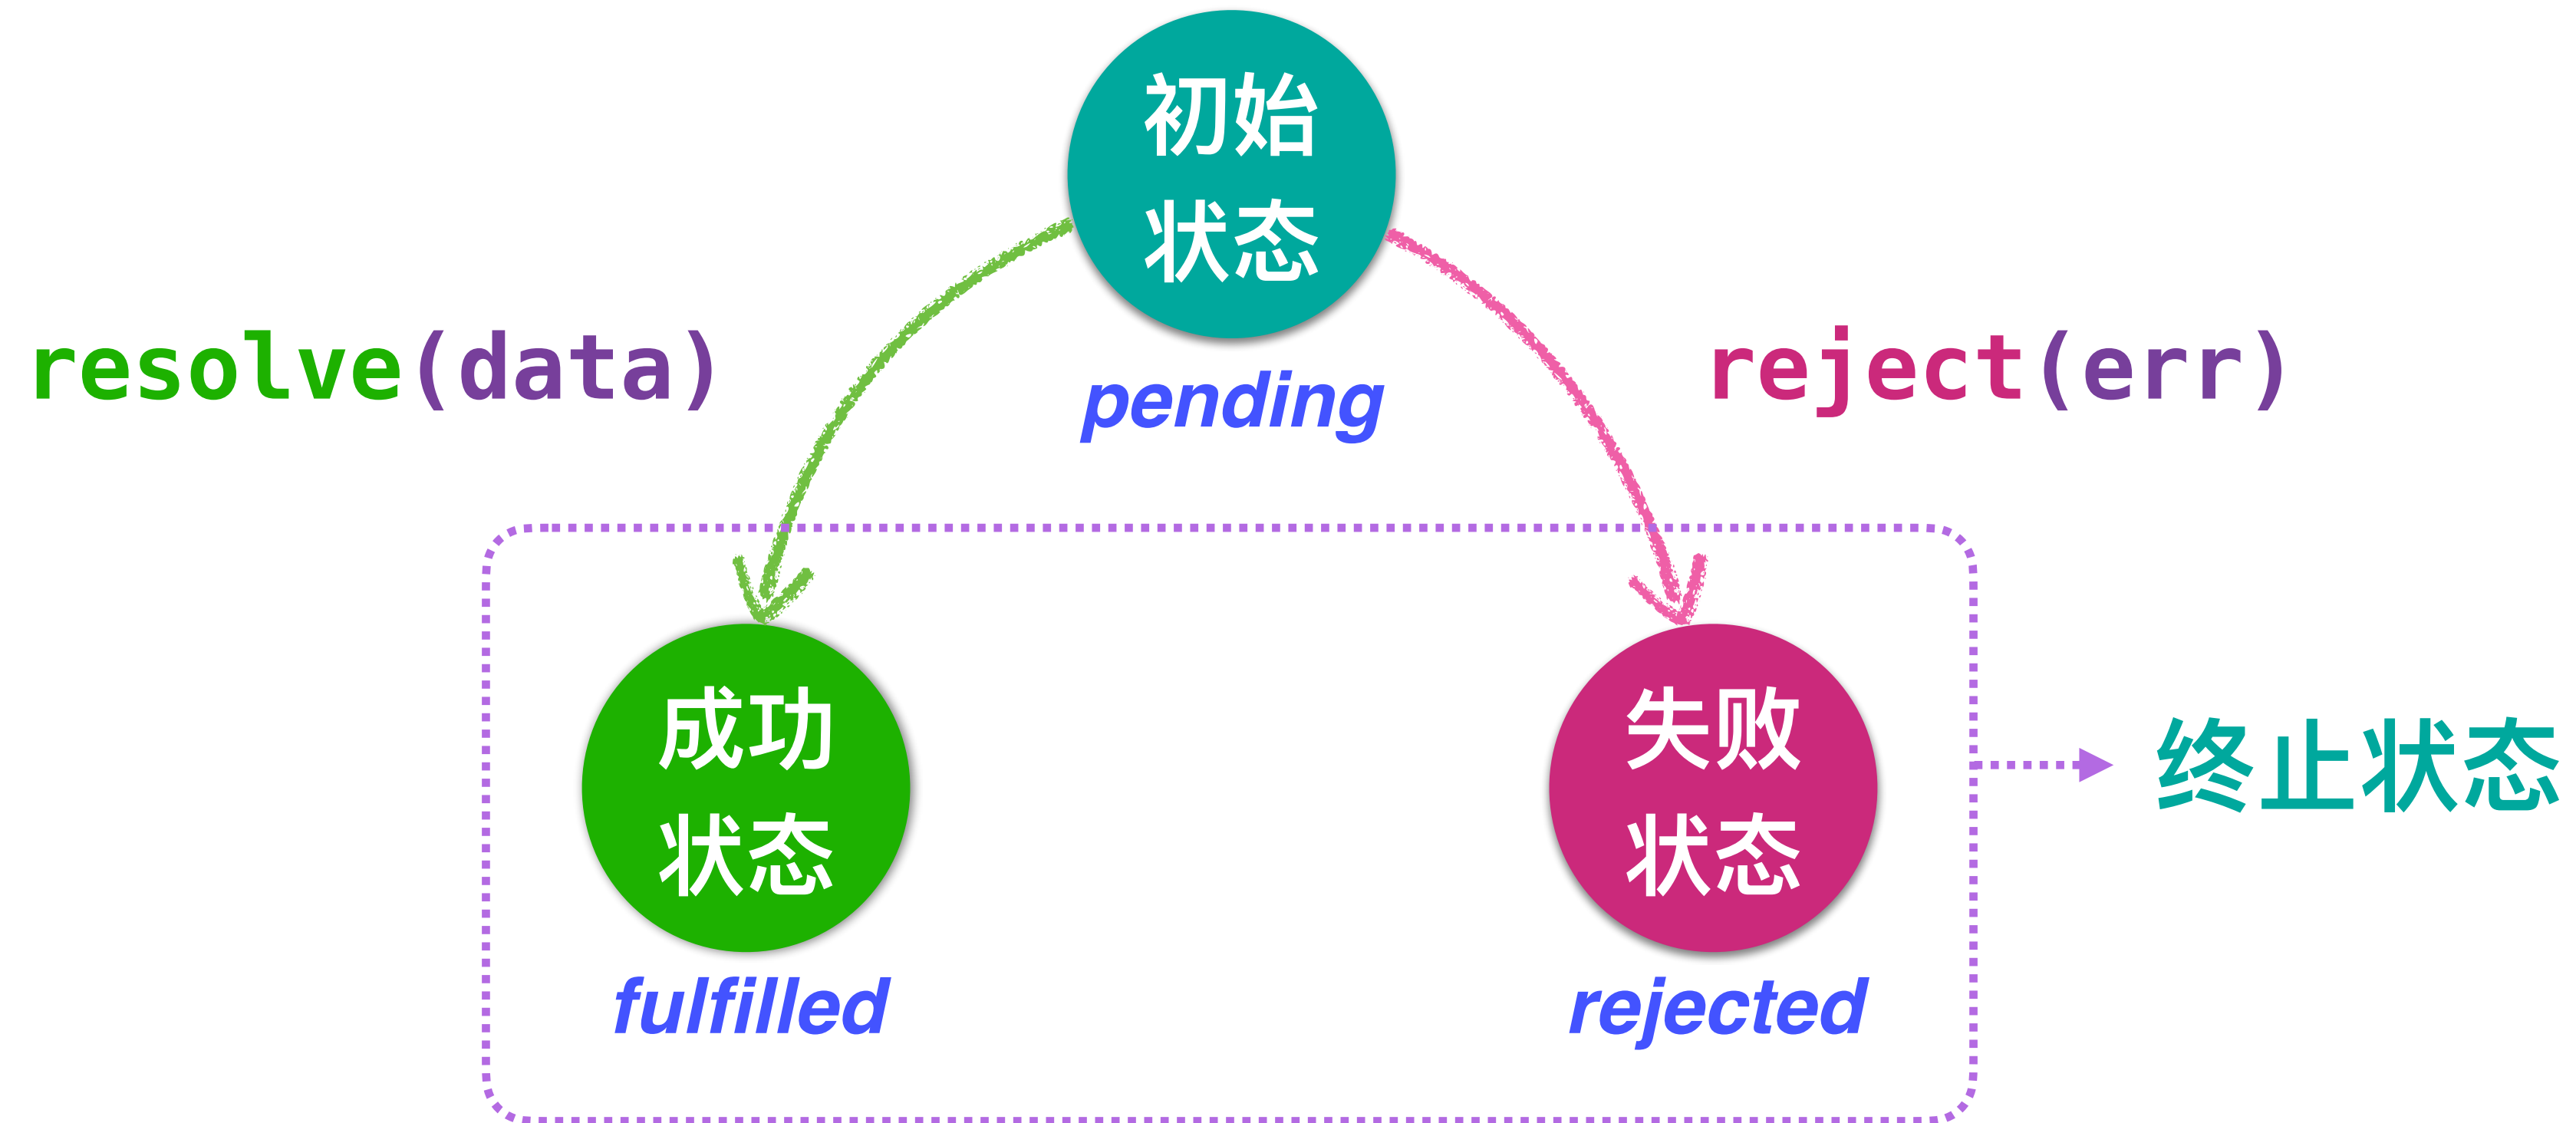 初始
状态
resolve(data)
pending
reject(err)
成功
状态
失败
状态
终止状态
fulfilled
rejected